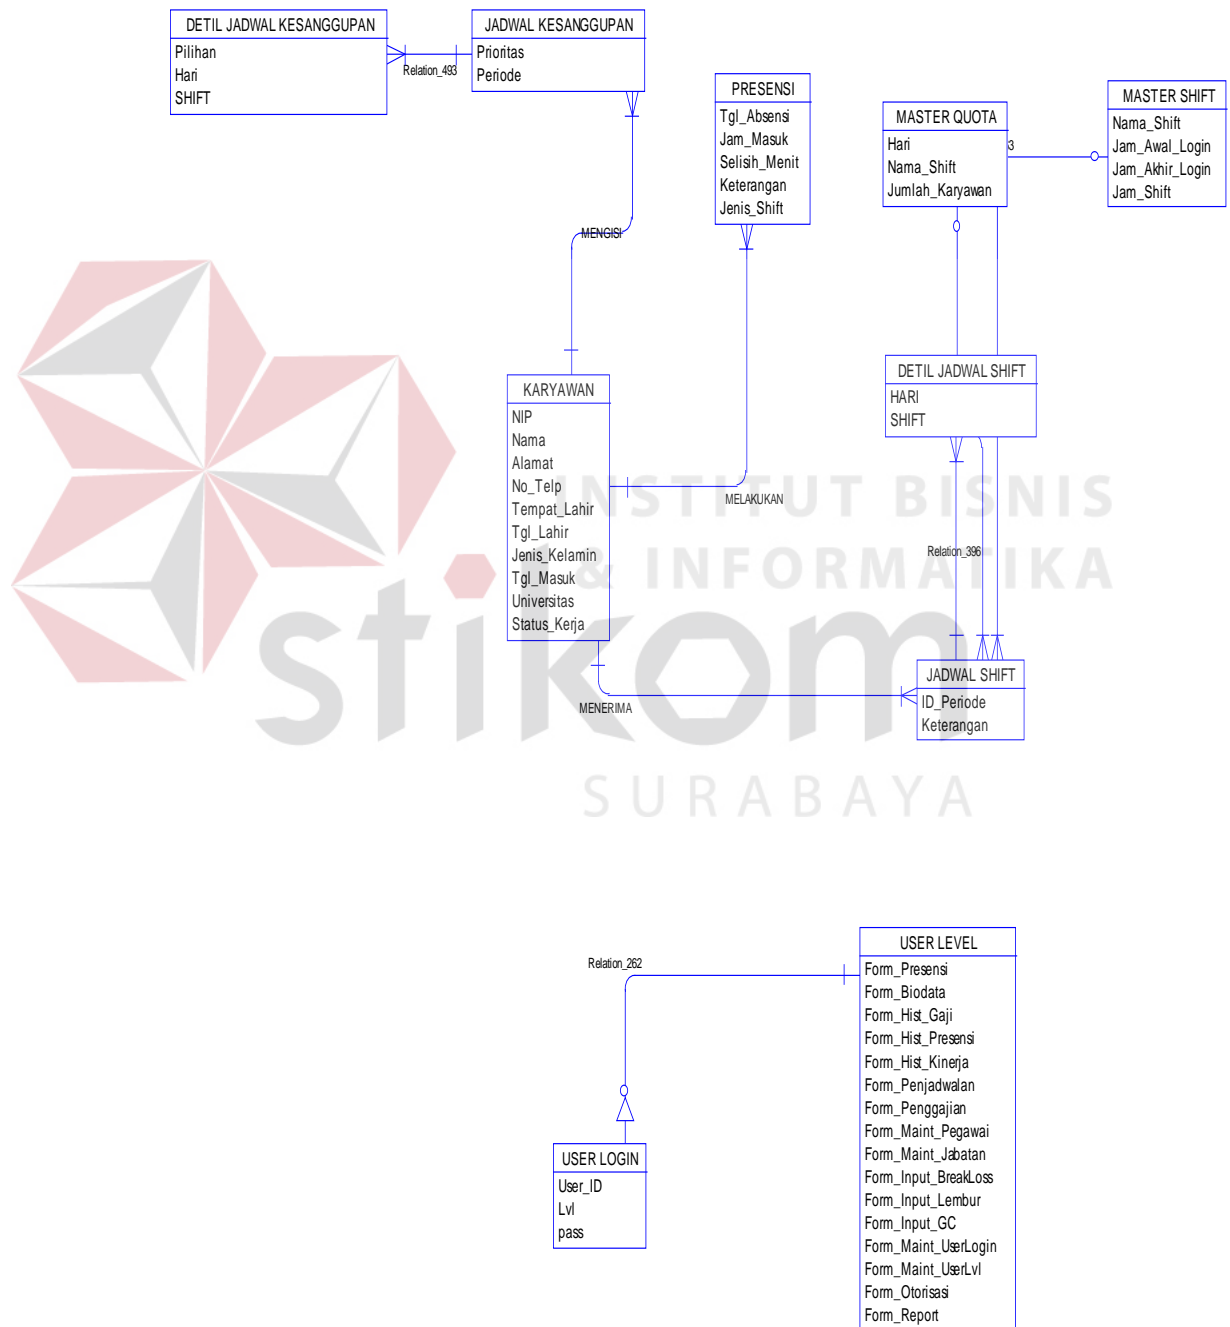 DETIL JADWAL KESANGGUPAN
Pilihan
Hari
SHIFT
Relation_493
JADWAL KESANGGUPAN
Prioritas
Periode
MENGISI
PRESENSI
Tgl_Absensi
Jam_Masuk
Selisih_Menit
Keterangan
Jenis_Shift
MASTER QUOTA
Hari
Nama_Shift
Jumlah_Karyawan
3
MASTER SHIFT
Nama_Shift
Jam_Awal_Login
Jam_Akhir_Login
Jam_Shift
KARYAWAN
NIP
Nama
Alamat
No_Telp
Tempat_Lahir
Tgl_Lahir
Jenis_Kelamin
Tgl_Masuk
Universitas
Status_Kerja
MELAKUKAN
DETIL JADWAL SHIFT
HARI
SHIFT
Relation_396
MENERIMA
JADWAL SHIFT
ID_Periode
Keterangan
INSTITUT BISNIS
& INFORMATIKA
stikom
SURABAYA
Relation_262
USER LOGIN
User_ID
Lvl
pass
USER LEVEL
Form_Presensi
Form_Biodata
Form_Hist_Gaji
Form_Hist_Presensi
Form_Hist_Kinerja
Form_Penjadwalan
Form_Penggajian
Form_Maint_Pegawai
Form_Maint_Jabatan
Form_Input_BreakLoss
Form_Input_Lembur
Form_Input_GC
Form_Maint_UserLogin
Form_Maint_UserLvl
Form_Otorisasi
Form_Report